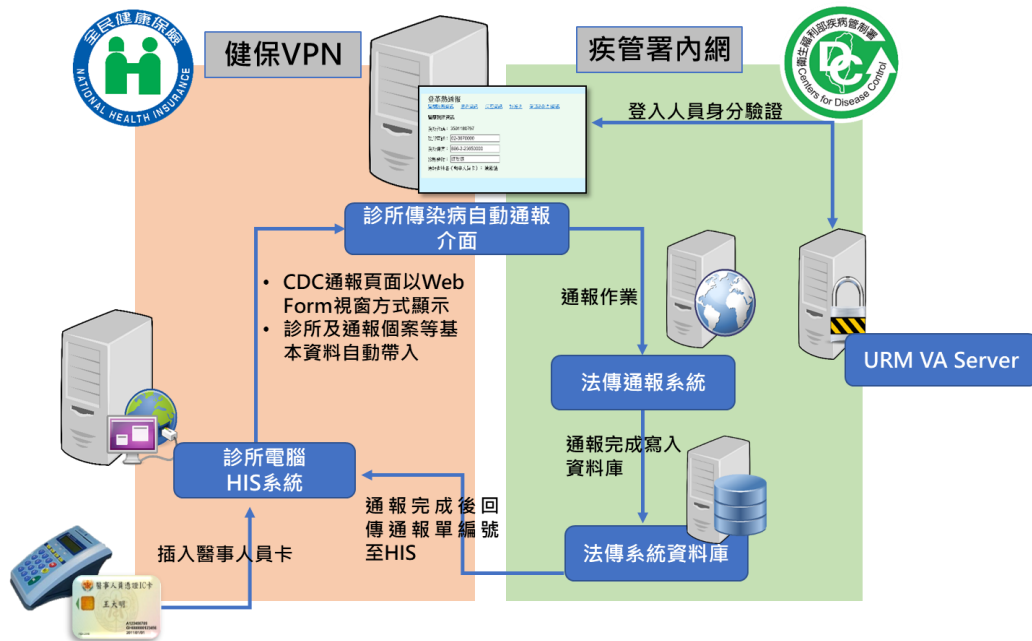 全民健康保險
NATIONAL HEALTH INSURANCE
健保VPN
疾管署內網
衛生福利部疾病管制署
Centers for Disease Control
登革熱通報
登入人員身分驗證
診所傳染病自動通報
介面
• CDC通報頁面以Web
Form視窗方式顯示
• 診所及通報個案等基
本資料自動帶入
通報作業
URM VA Server
法傳通報系統
診所電腦
HIS系統
通報完成寫入
資料庫
通報完成後回
傳通報單編號
至HIS
法傳系統資料庫
插入醫事人員卡
醫事人員憑證IC卡
王大明